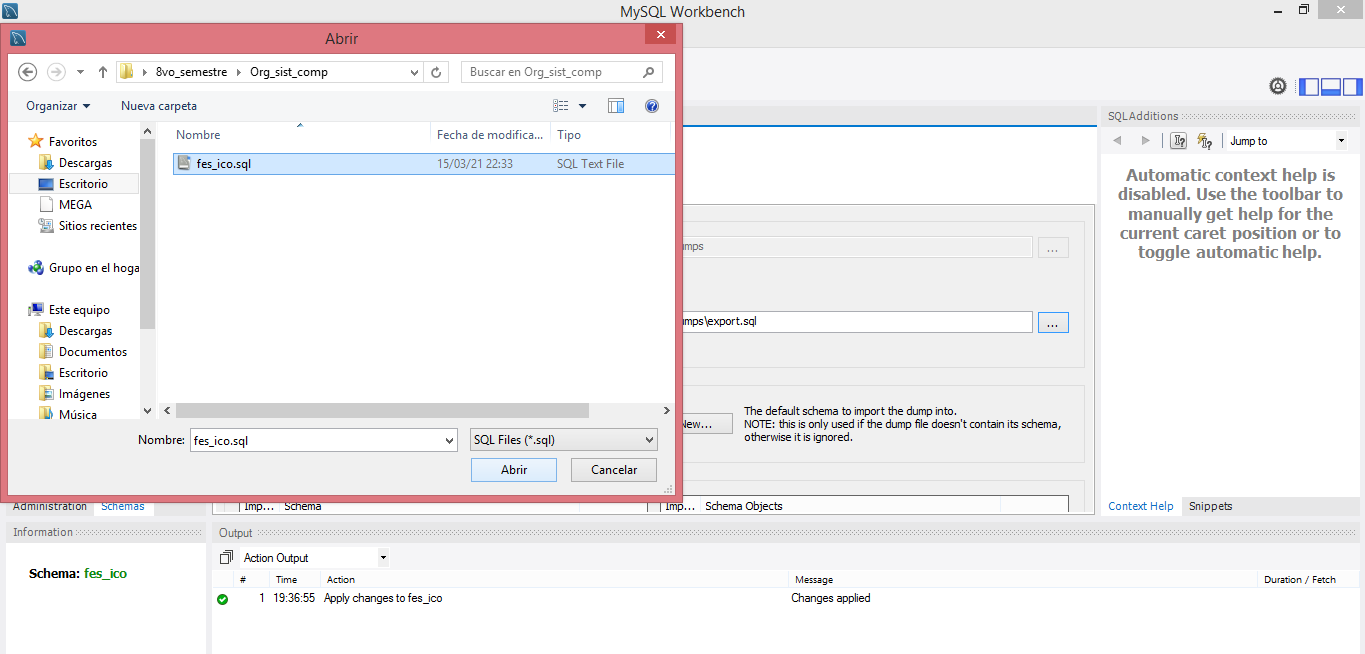 MySQL Workbench
Abrir
8vo_semestre
Org_sist_comp
Buscar en Org_sist_comp
Organizar
Nueva carpeta
Favoritos
Descargas
Escritorio
MEGA
Sitios recientes
Grupo en el hoga
Este equipo
Descargas
Documentos
Escritorio
Imágenes
Música
Nombre
Fecha de modifica...
Tipo
fes_ico.sql
15/03/21 22:33
SQL Text File
Nombre:
fes_ico.sql
SQL Files (*.sql)
Abrir
Cancelar
umps
...
umps\export.sql
...
New...
The default schema to import the dump into.
NOTE: this is only used if the dump file doesn't contain its schema,
otherwise it is ignored.
Imp...
Schema
Imp...
Schema Objects
SQLAdditions
Jump to
Automatic context help is
disabled. Use the toolbar to
manually get help for the
current caret position or to
toggle automatic help.
Context Help
Snippets
Administration
Schemas
Information
Schema: fes_ico
Output
Action Output
#
Time
Action
Message
Duration / Fetch
1
19:36:55
Apply changes to fes_ico
Changes applied